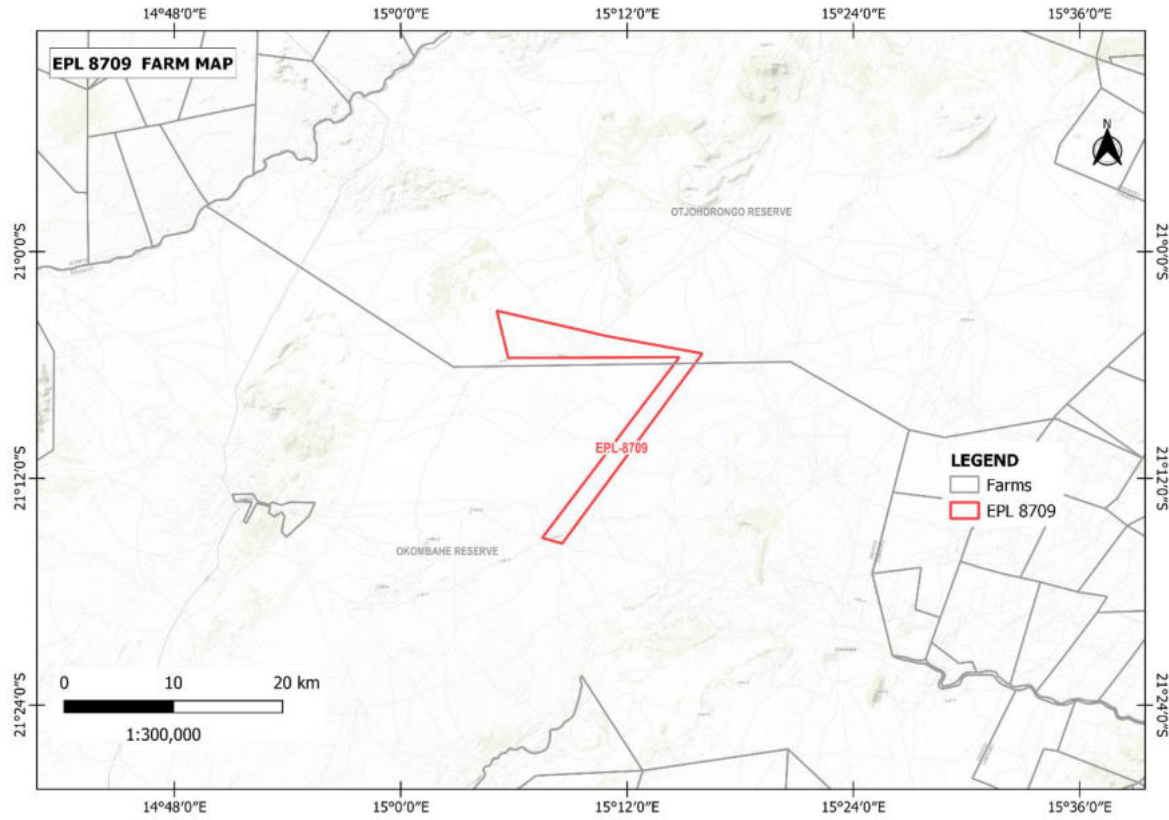 14°48'0"E 15°0'0"E 15°12'0"E 15°24'0"E 15°36'0"E
EPL 8709 FARM MAP
N
OTJOHORONGO RESERVE
21°0'0"S 21°0'0"S
EPL-8709
LEGEND
Farms
EPL 8709
21°12'0"S 21°12'0"S
OKOMBAHE RESERVE
0 10 20 km
1:300,000
21°24'0"S 21°24'0"S
14°48'0"E 15°0'0"E 15°12'0"E 15°24'0"E 15°36'0"E